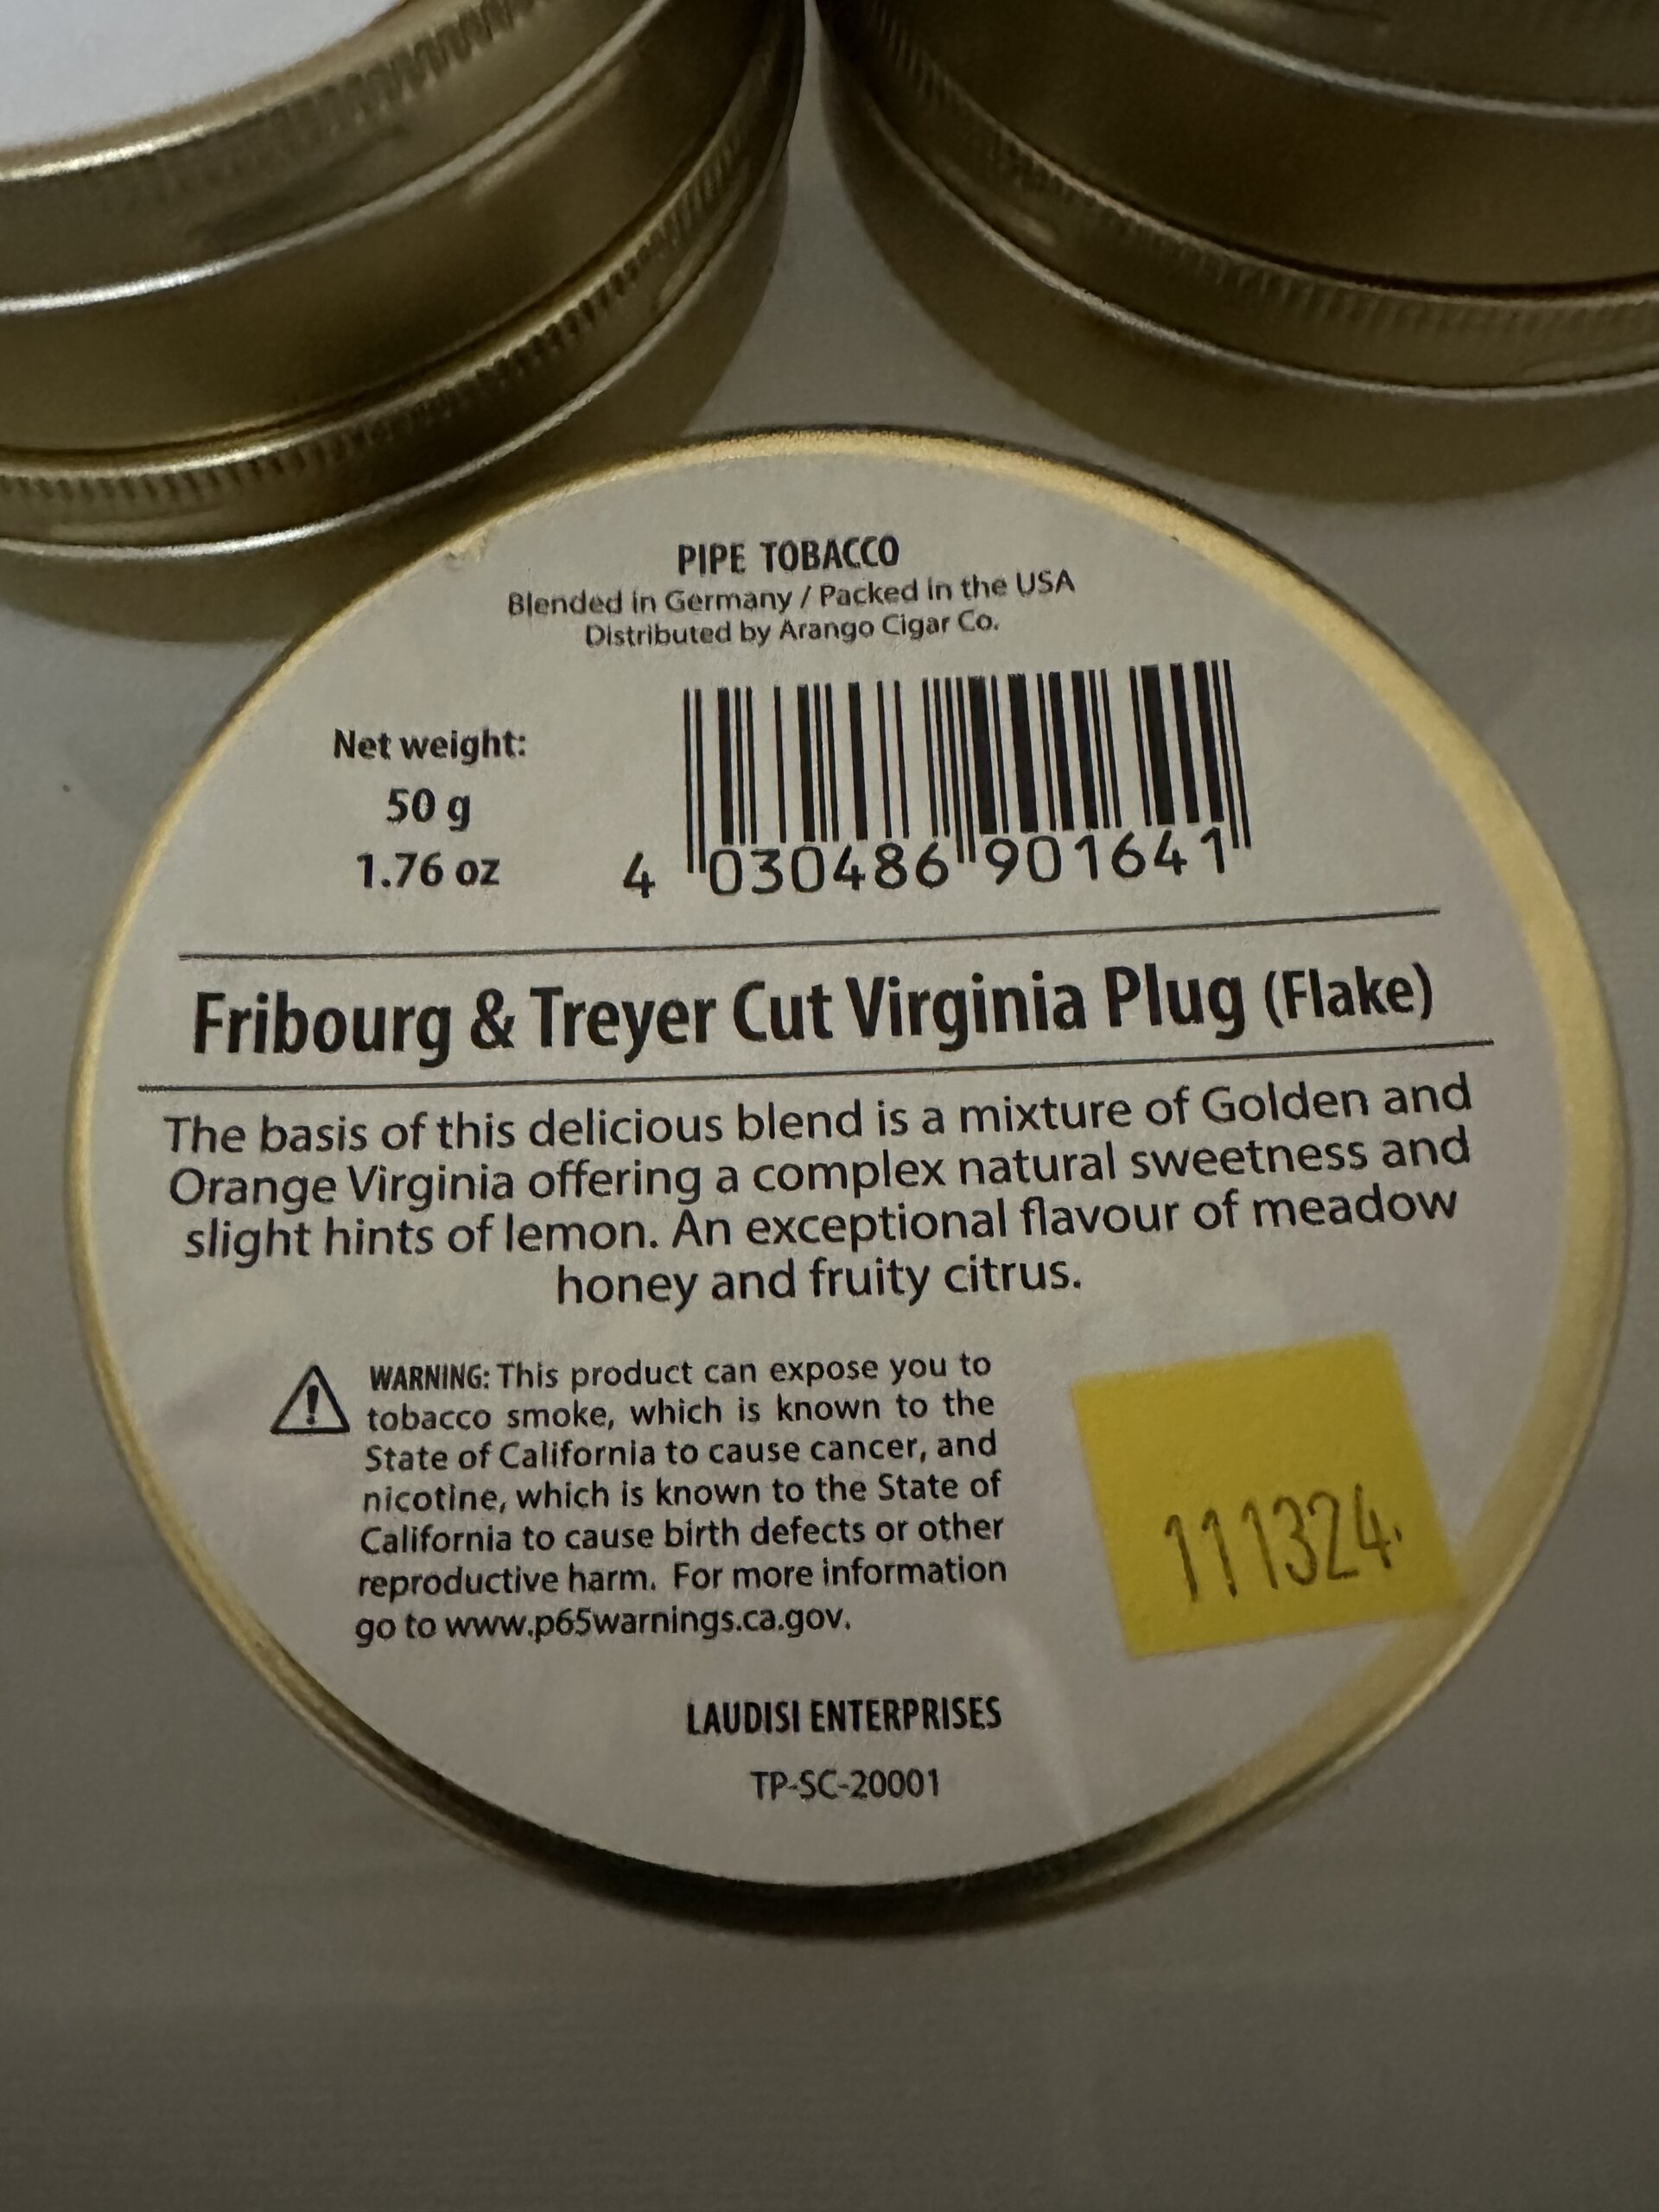 PIPE TOBACCO
Blended in Germany / Packed in the USA
Distributed by Arango Cigar Co.
Net weight:
50 g
1.76 oz
4 030486 901641
Fribourg & Treyer Cut Virginia Plug (Flake)
The basis of this delicious blend is a mixture of Golden and
Orange Virginia offering a complex natural sweetness and
slight hints of lemon. An exceptional flavour of meadow
honey and fruity citrus.
WARNING: This product can expose you to
tobacco smoke, which is known to the
State of California to cause cancer, and
nicotine, which is known to the State of
California to cause birth defects or other
reproductive harm. For more information
go to www.p65warnings.ca.gov.
111324
LAUDISI ENTERPRISES
TP-SC-20001